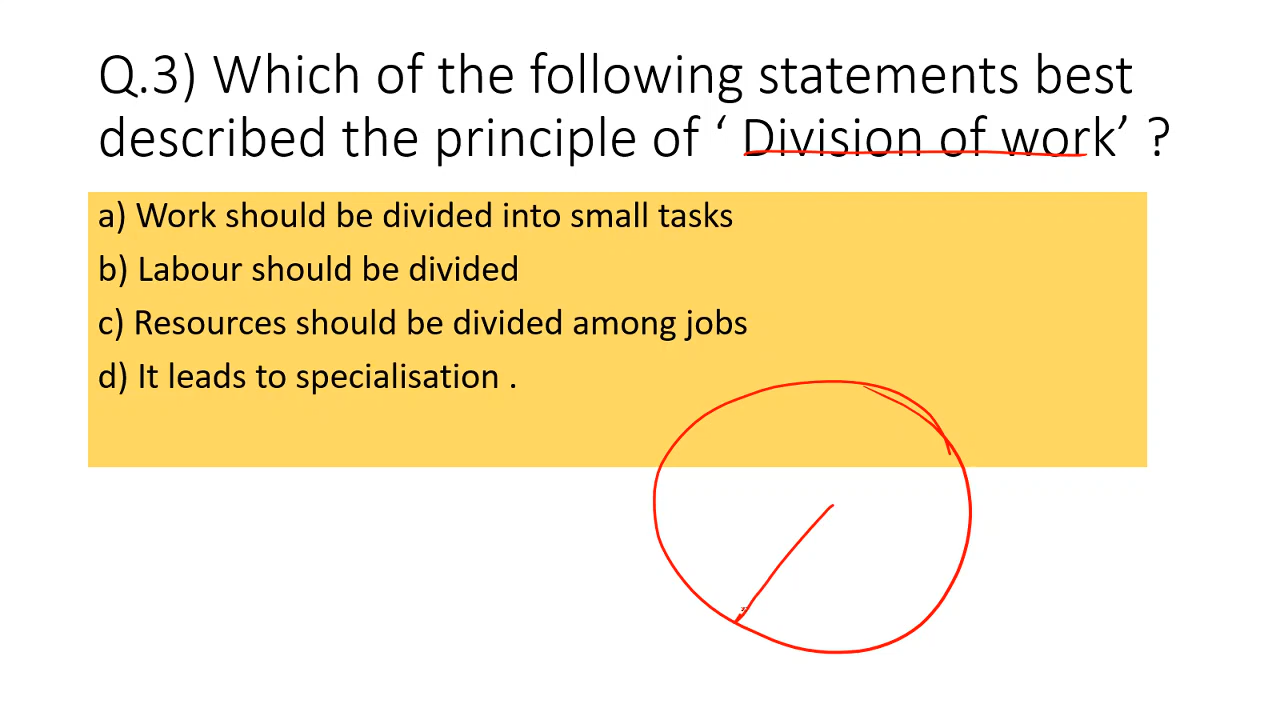 Q.3) Which of the following statements best
described the principle of ‘ Division of work’ ?
a) Work should be divided into small tasks
b) Labour should be divided
c) Resources should be divided among jobs
d) It leads to specialisation .